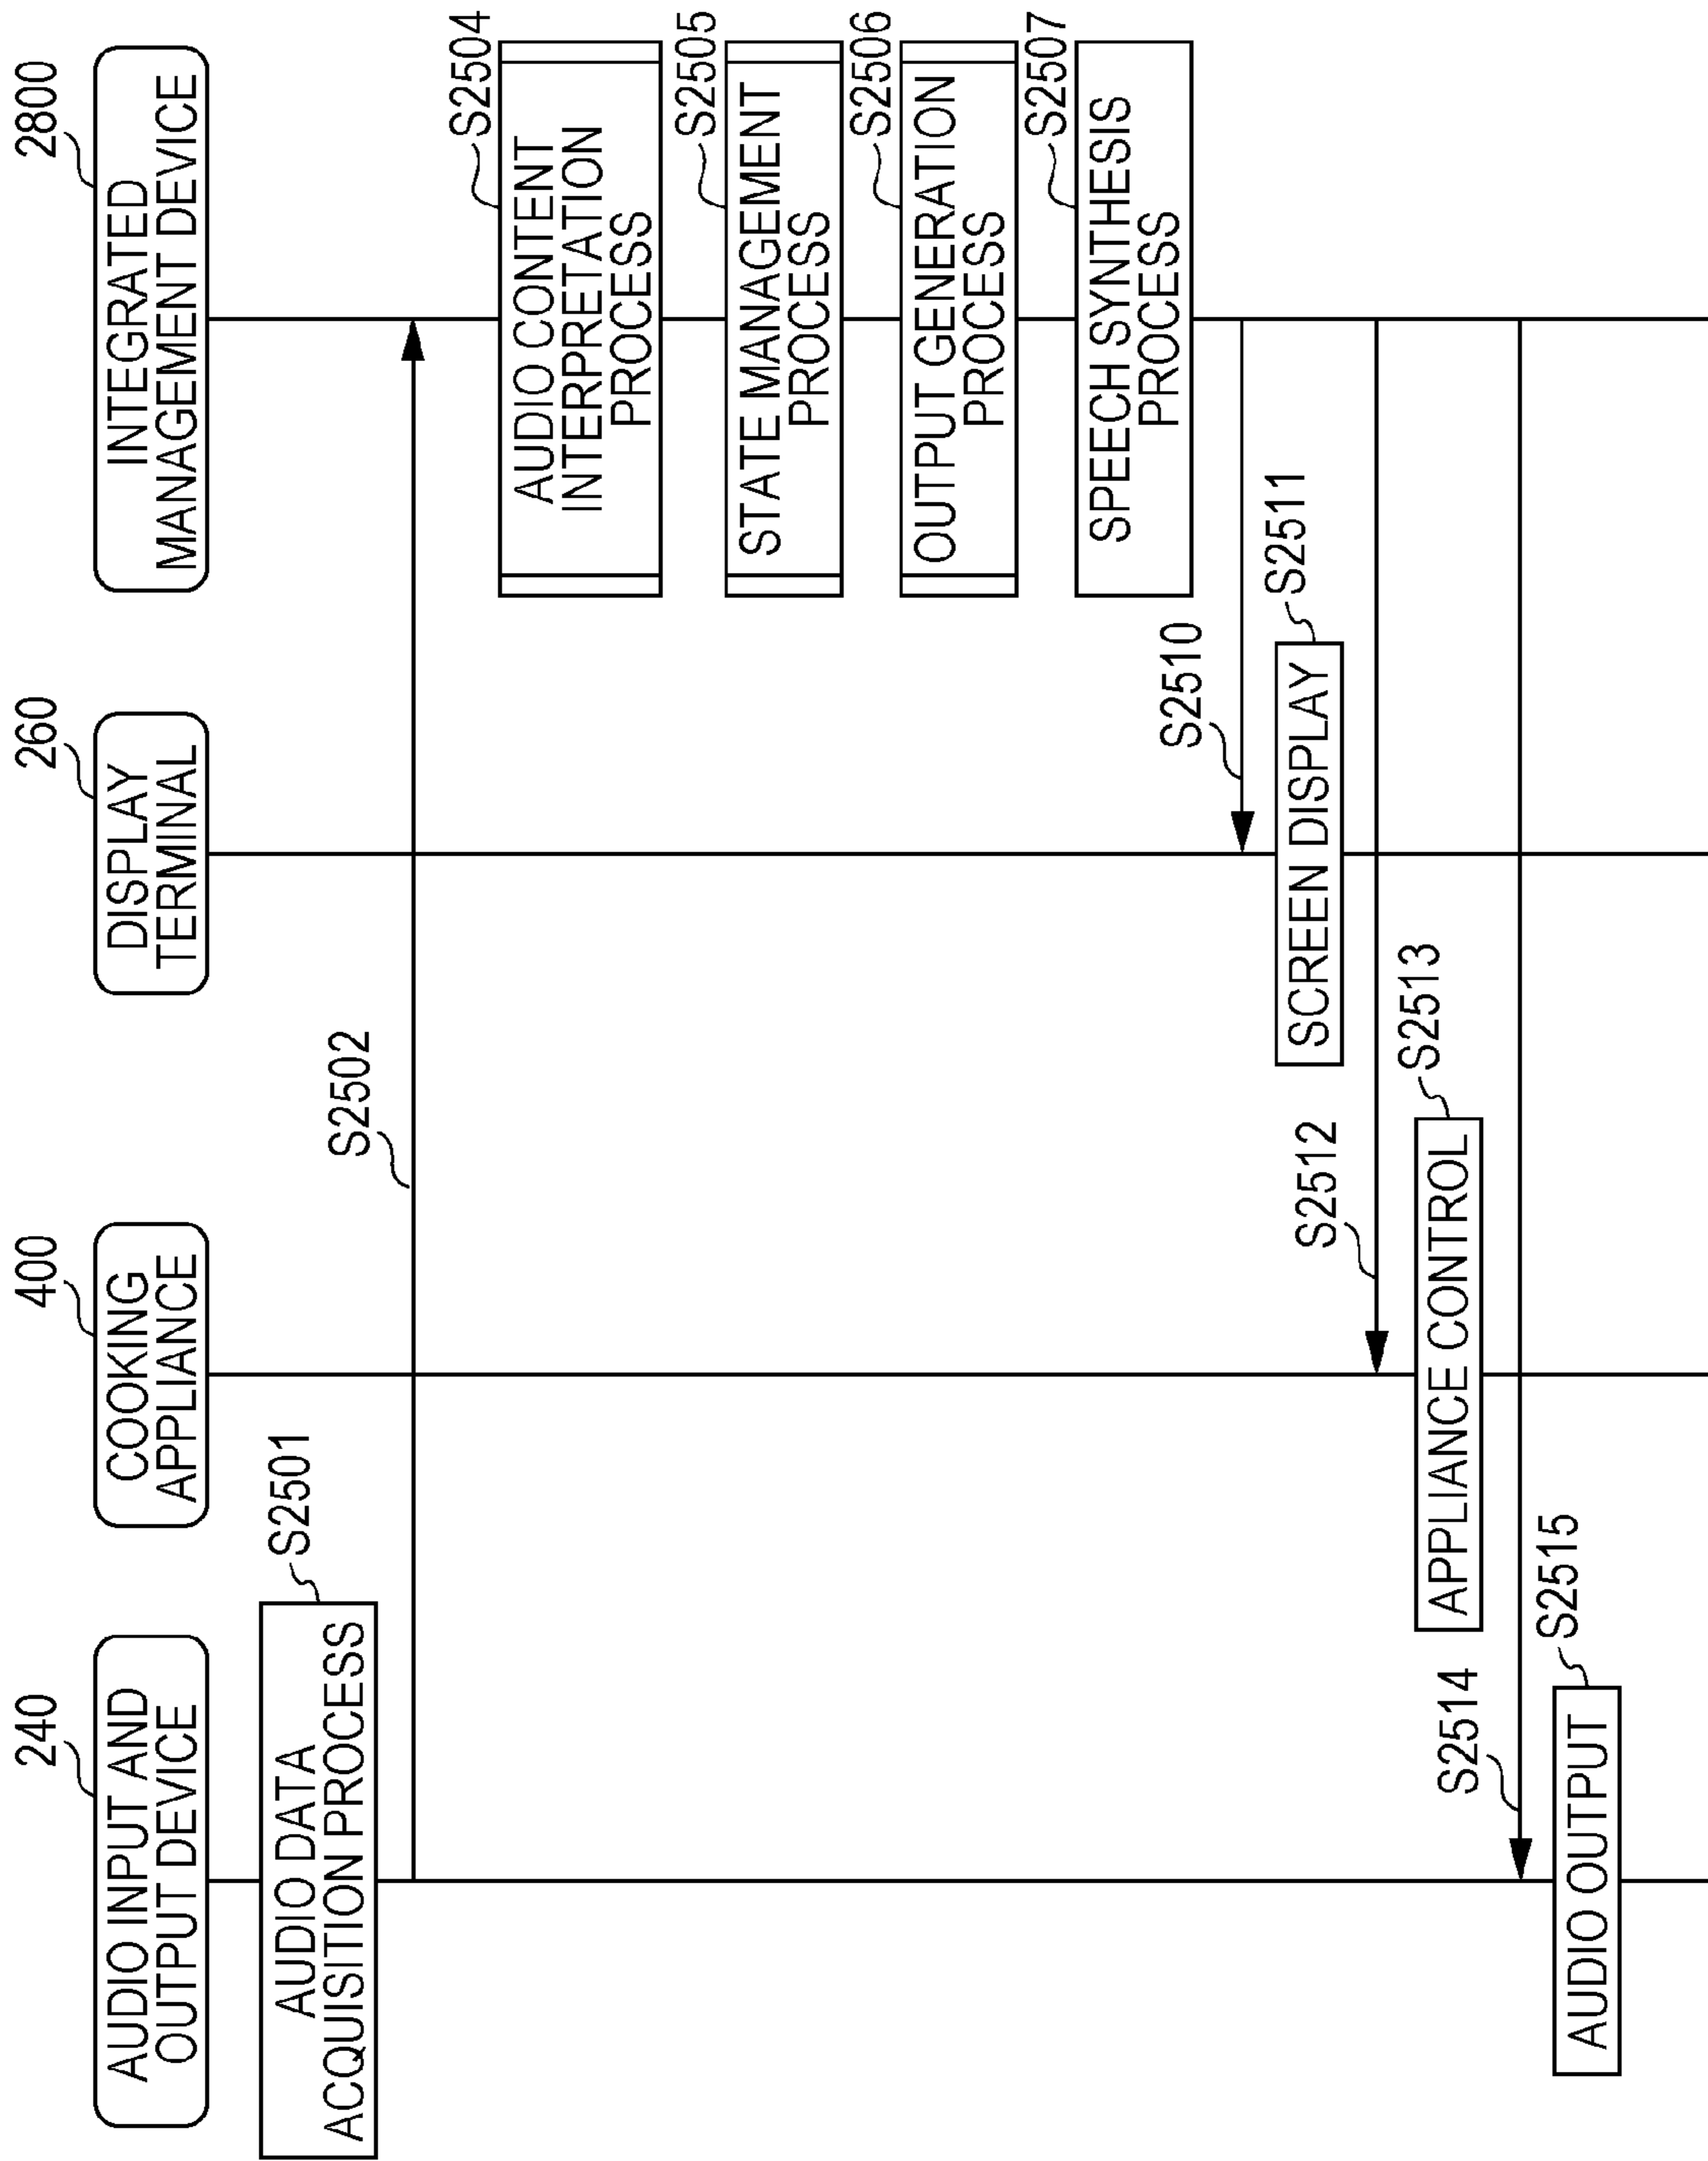 240
AUDIO INPUT AND
OUTPUT DEVICE
400
COOKING
APPLIANCE
260
DISPLAY
TERMINAL
2800
INTEGRATED
MANAGEMENT DEVICE
AUDIO DATA
ACQUISITION PROCESS
S2501
S2502
S2504
AUDIO CONTENT
INTERPRETATION
PROCESS
S2505
STATE MANAGEMENT
PROCESS
S2506
OUTPUT GENERATION
PROCESS
S2507
SPEECH SYNTHESIS
PROCESS
S2510
SCREEN DISPLAY
S2511
S2512
APPLIANCE CONTROL
S2513
S2514
AUDIO OUTPUT
S2515